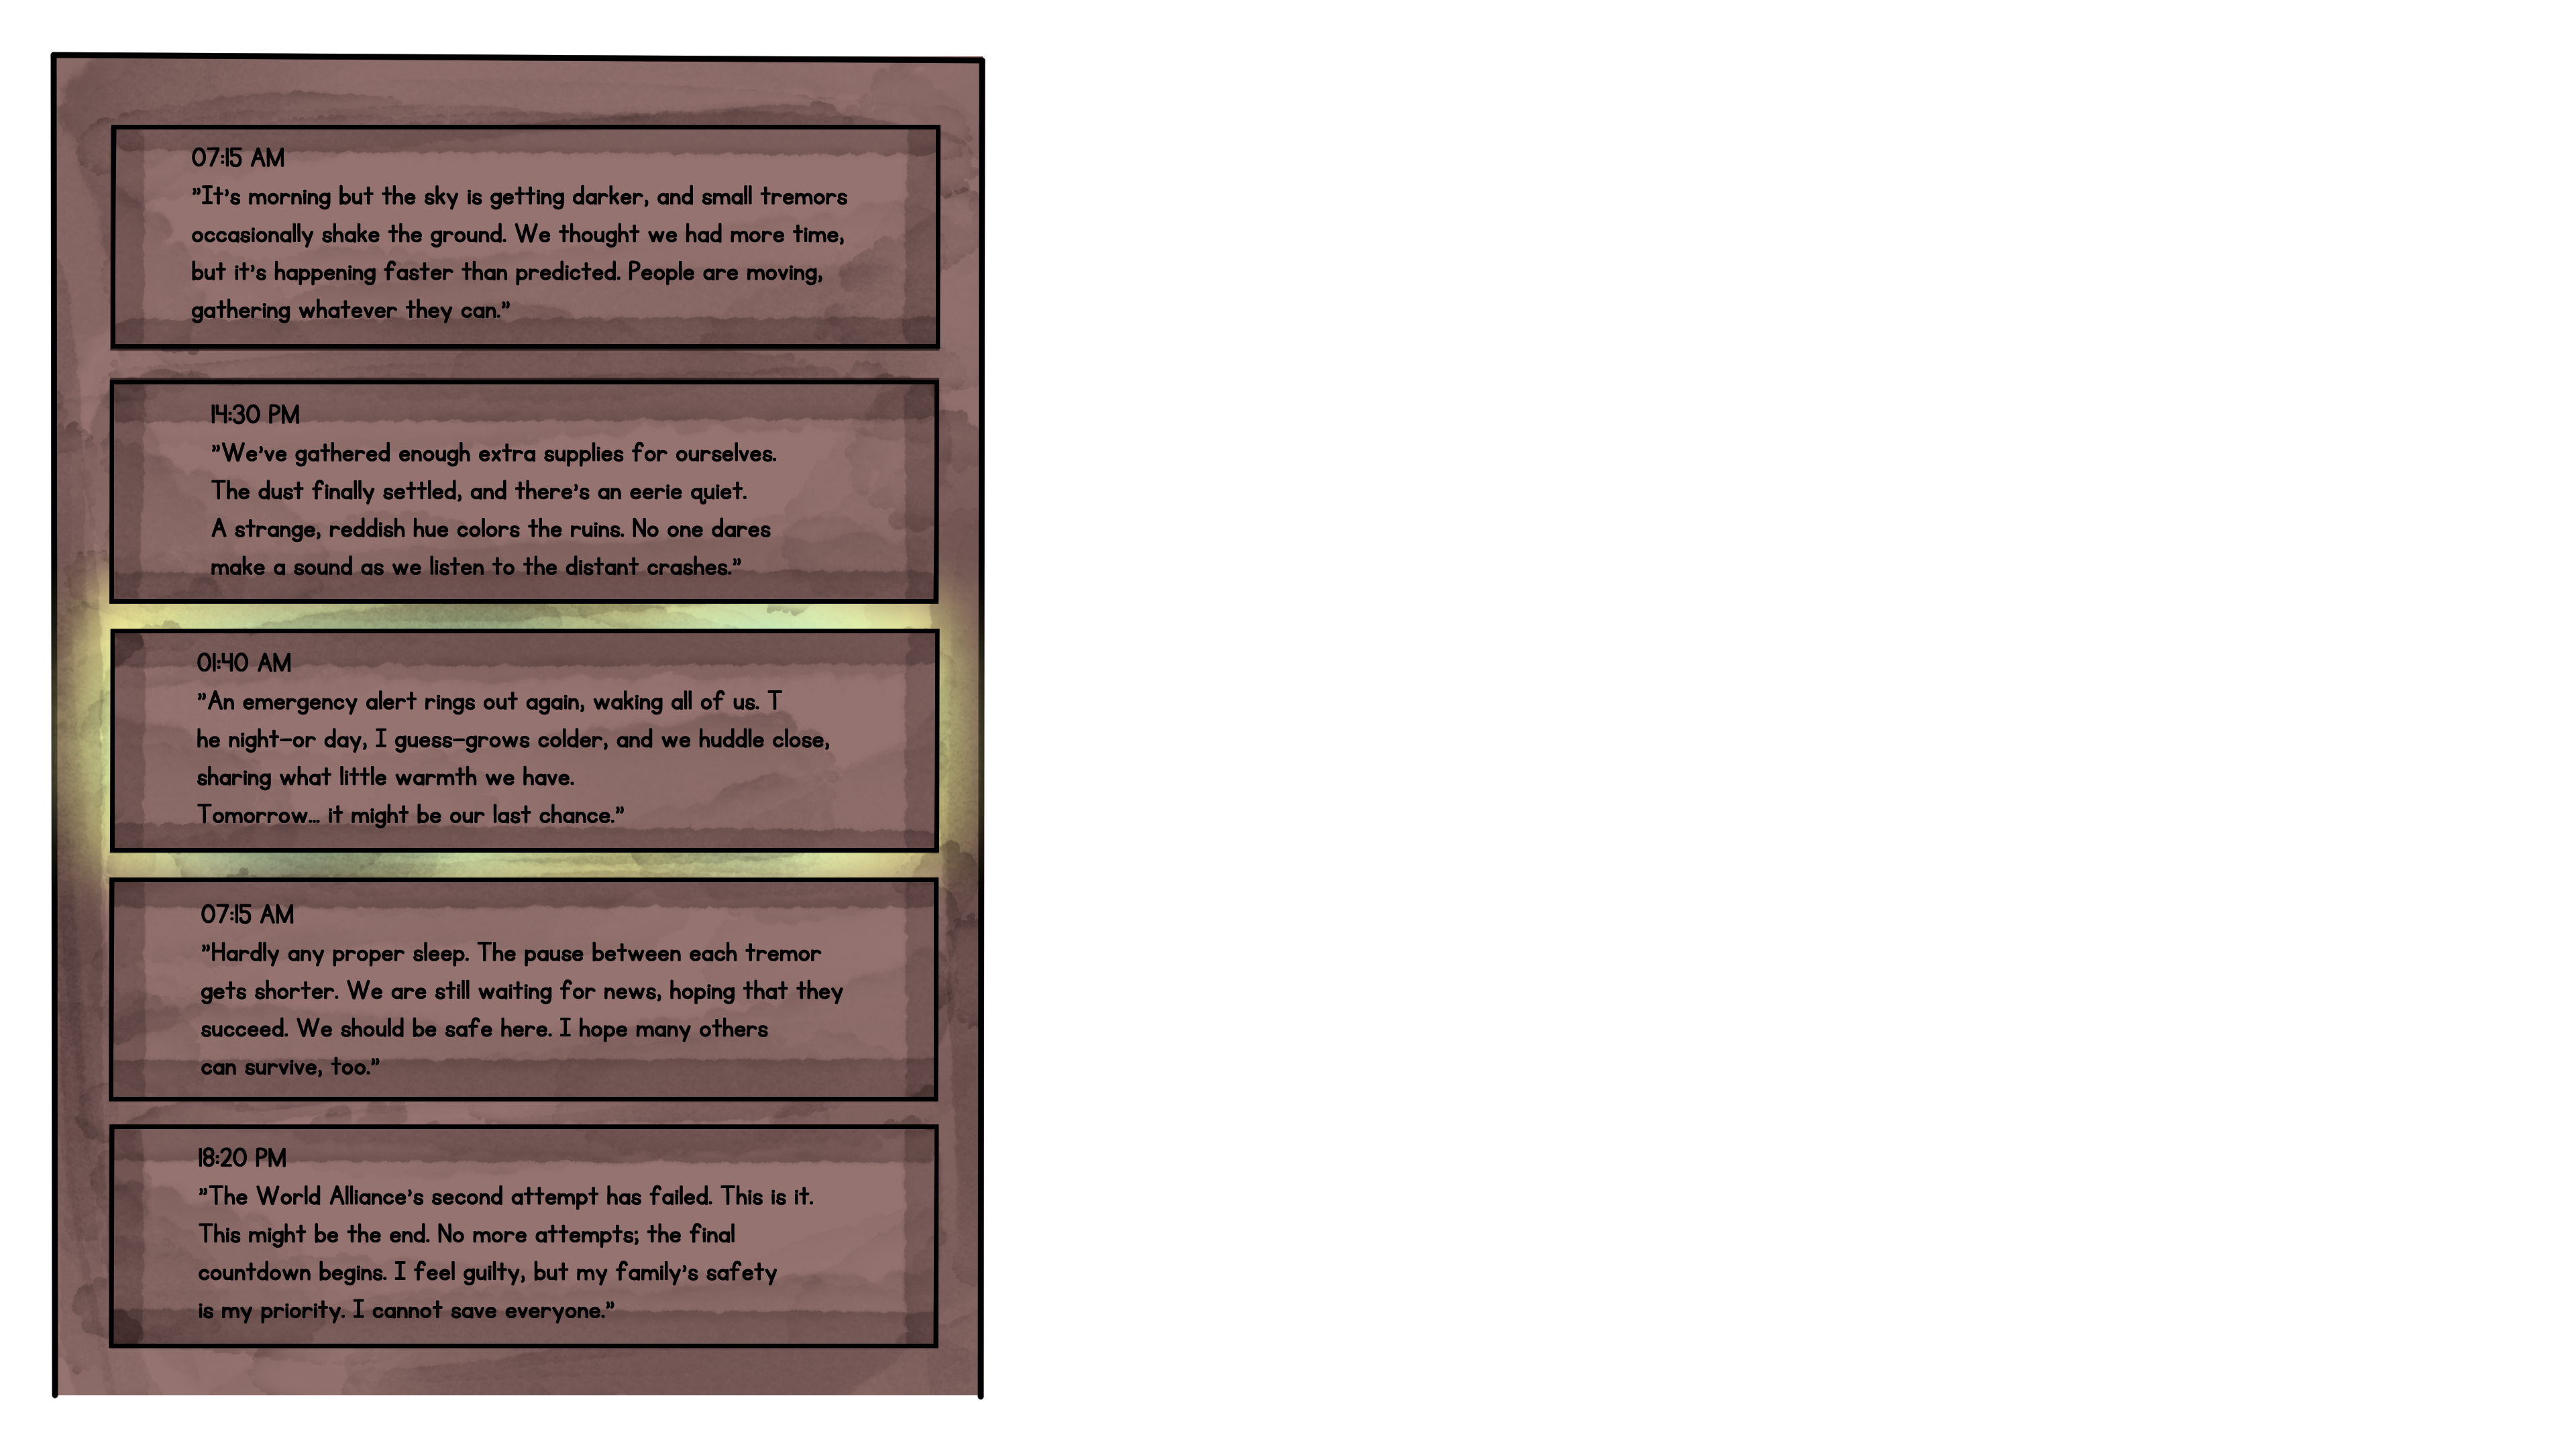 07:15 AM
"It's morning but the sky is getting darker, and small tremors
occasionally shake the ground. We thought we had more time,
but it's happening faster than predicted. People are moving,
gathering whatever they can."
14:30 PM
"We've gathered enough extra supplies for ourselves.
The dust finally settled, and there's an eerie quiet.
A strange, reddish hue colors the ruins. No one dares
make a sound as we listen to the distant crashes."
01:40 AM
"An emergency alert rings out again, waking all of us. T
he night–or day, I guess–grows colder, and we huddle close,
sharing what little warmth we have.
Tomorrow... it might be our last chance."
07:15 AM
"Hardly any proper sleep. The pause between each tremor
gets shorter. We are still waiting for news, hoping that they
succeed. We should be safe here. I hope many others
can survive, too."
18:20 PM
"The World Alliance's second attempt has failed. This is it.
This might be the end. No more attempts; the final
countdown begins. I feel guilty, but my family's safety
is my priority. I cannot save everyone."